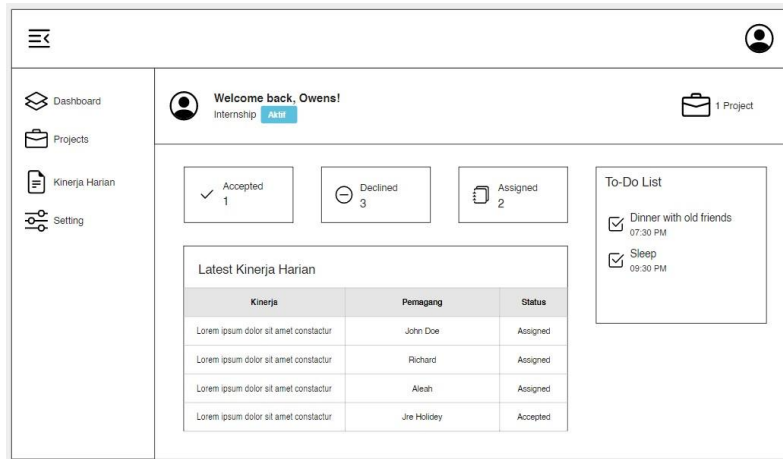 Dashboard
Projects
Kinerja Harian
Setting
Welcome back, Owens!
Internship Aktif
1 Project
Accepted
1
Declined
3
Assigned
2
To-Do List
Dinner with old friends
07:30 PM
Sleep
09:30 PM
Latest Kinerja Harian
Kinerja Pemagang Status
Lorem ipsum dolor sit amet constactur John Doe Assigned
Lorem ipsum dolor sit amet constactur Richard Assigned
Lorem ipsum dolor sit amet constactur Aleah Assigned
Lorem ipsum dolor sit amet constactur Jre Holidey Accepted